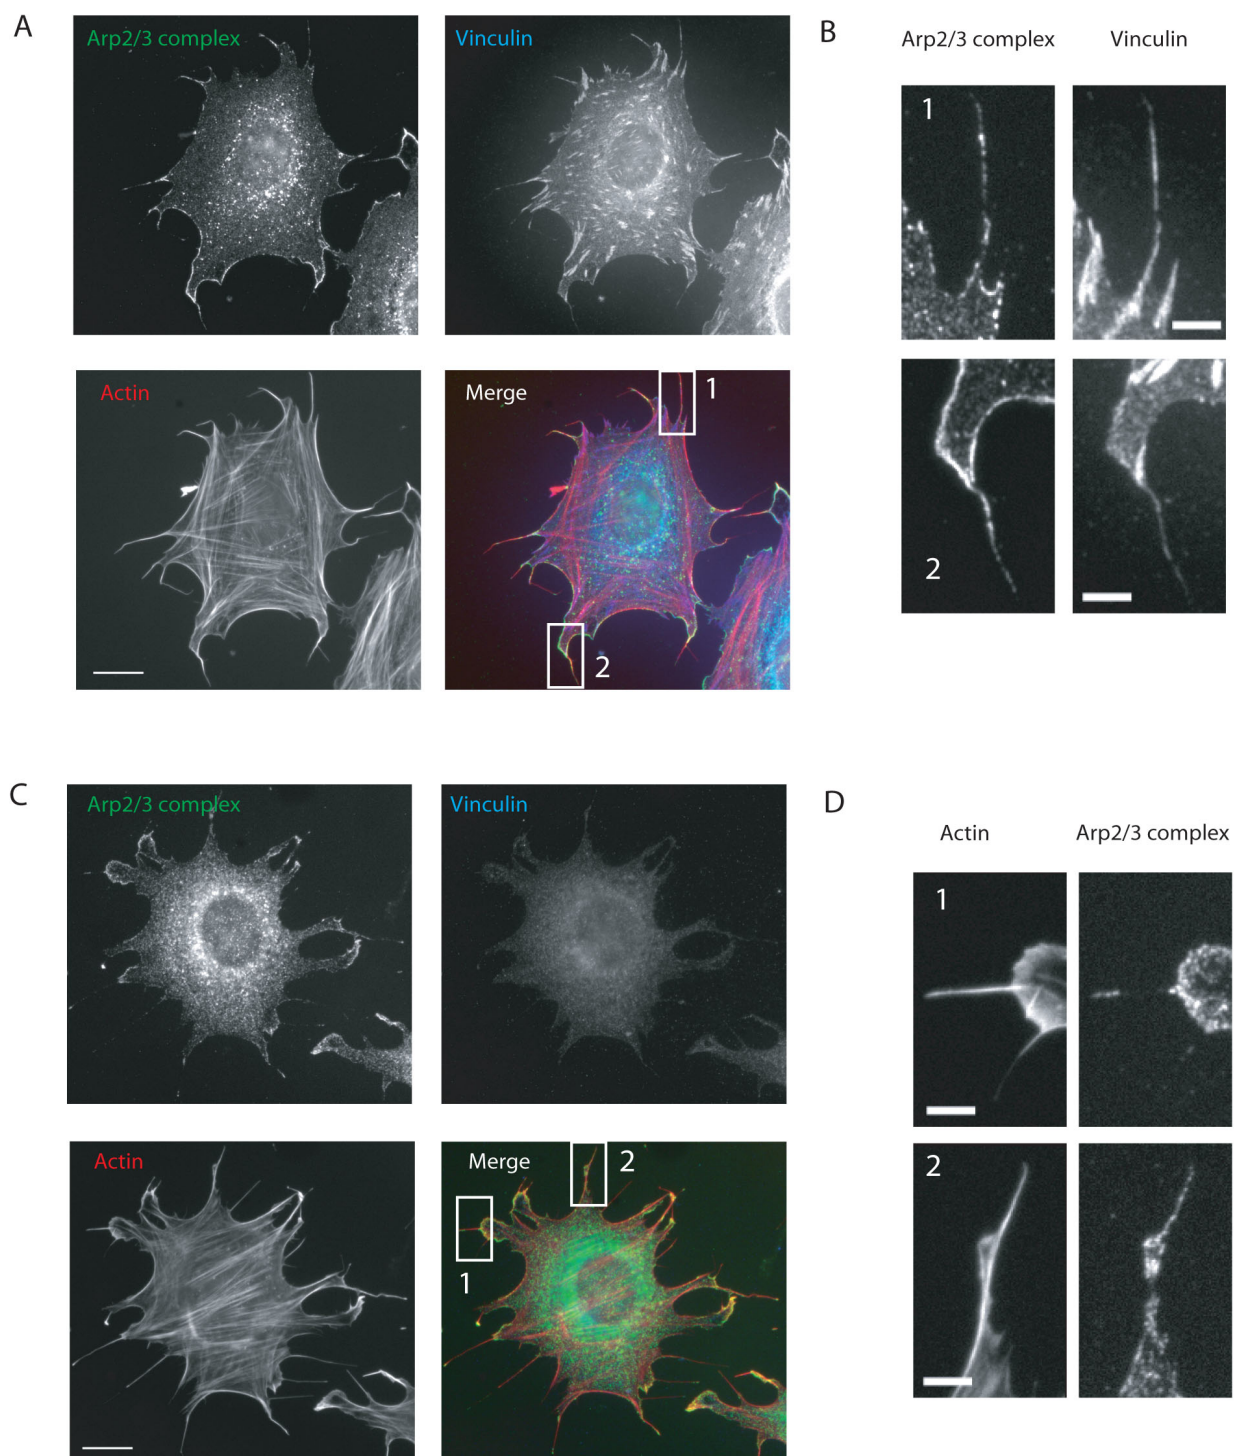 A
Arp2/3 complex
Vinculin
Actin
Merge
1
2
B
Arp2/3 complex
Vinculin
1
2
C
Arp2/3 complex
Vinculin
Actin
Merge
2
1
D
Actin
Arp2/3 complex
1
2